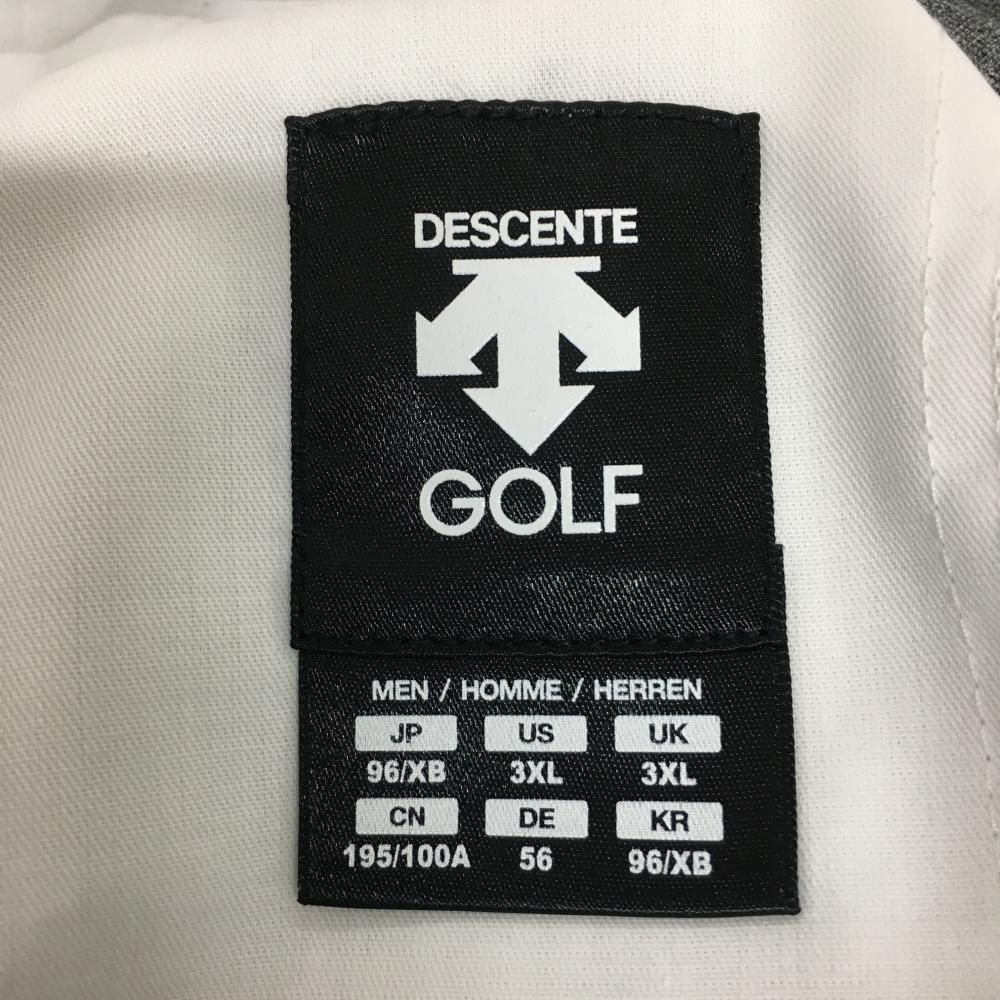 DESCENTE
GOLF
MEN / HOMME / HERREN
JP US UK
96/XB 3XL 3XL
CN DE KR
195/100A 56 96/XB